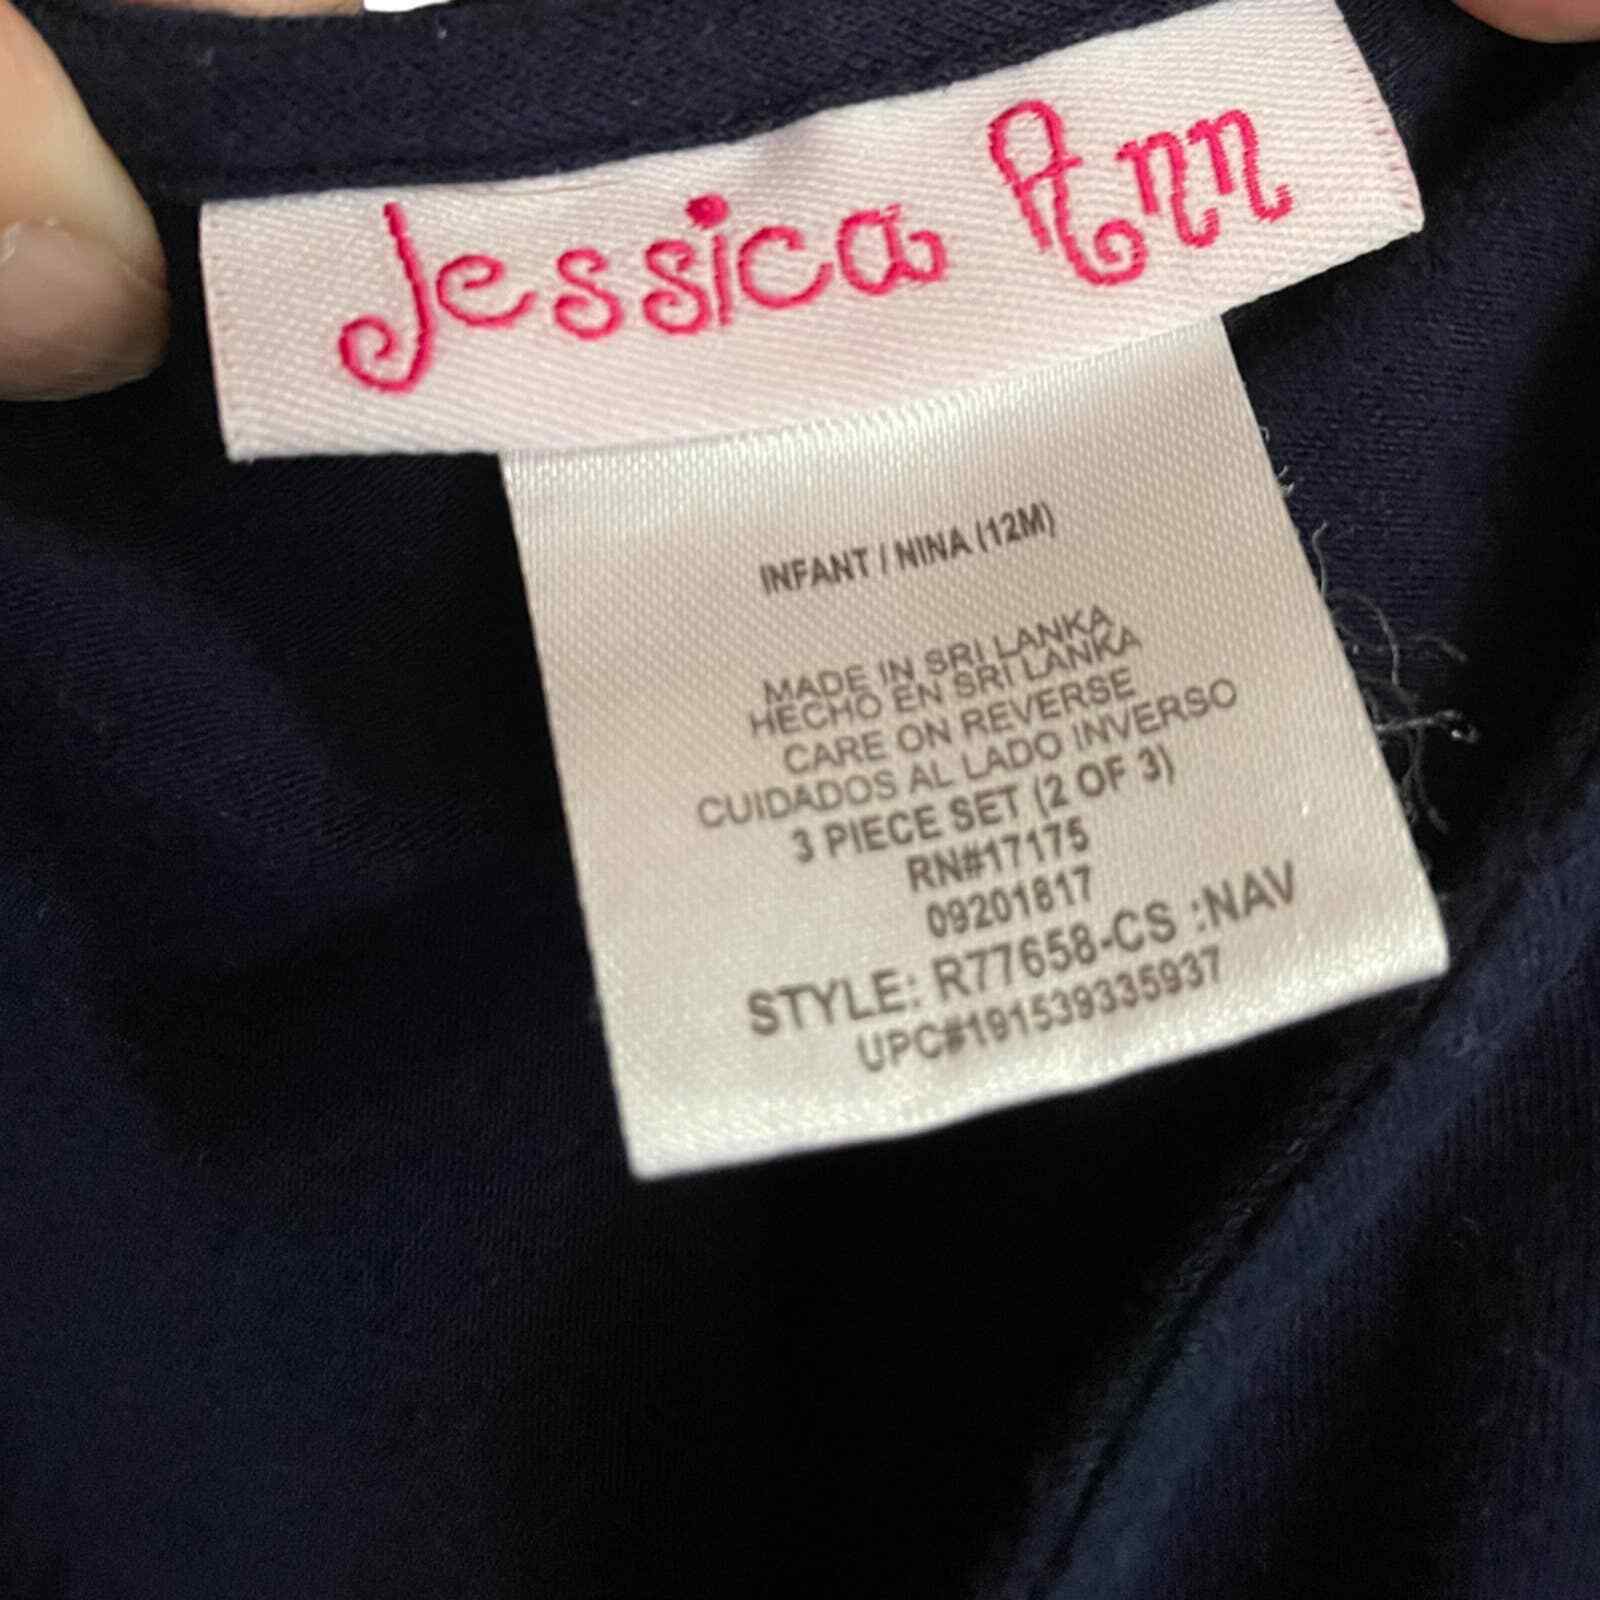 Jessica Ann
INFANT / NINA (12M)
MADE IN SRI LANKA
HECHO EN SRI LANKA
CARE ON REVERSE
CUIDADOS AL LADO INVERSO
3 PIECE SET (2 OF 3)
RN#17175
09201817
STYLE: R77658-CS :NAV
UPC#191539335937